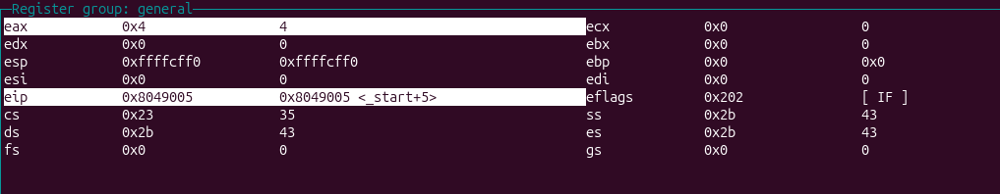 Register group: general
eax 0x4 4 ecx 0x0 0
edx 0x0 0 ebx 0x0 0
esp 0xffffcff0 0xffffcff0 ebp 0x0 0x0
esi 0x0 0 edi 0x0 0
eip 0x8049005 0x8049005 <_start+5> eflags 0x202 [ IF ]
cs 0x23 35 ss 0x2b 43
ds 0x2b 43 es 0x2b 43
fs 0x0 0 gs 0x0 0